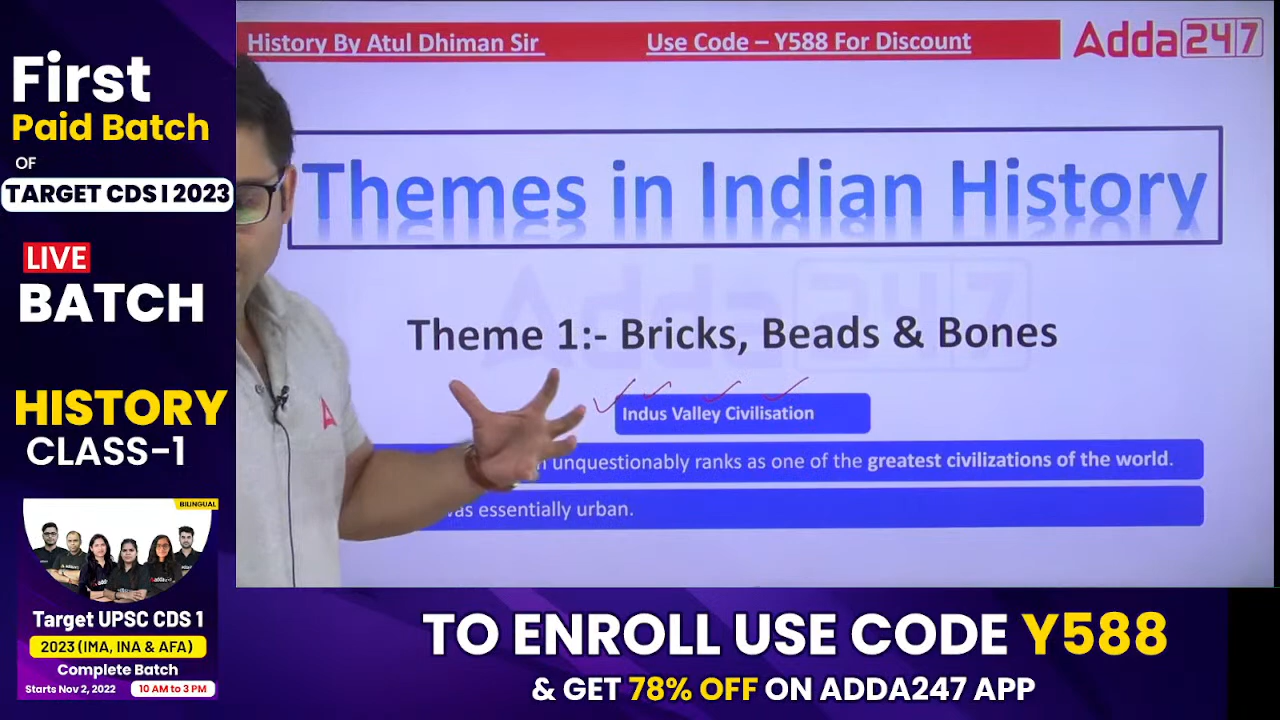 First
Paid Batch
OF
TARGET CDS I 2023
LIVE
BATCH
HISTORY
CLASS-1
BILINGUAL
Target UPSC CDS 1
2023 (IMA, INA & AFA)
Complete Batch
Starts Nov 2, 2022
10 AM to 3 PM
History By Atul Dhiman Sir
Use Code – Y588 For Discount
Adda247
Themes in Indian History
Adda247
Theme 1:- Bricks, Beads & Bones
Indus Valley Civilisation
unquestionably ranks as one of the greatest civilizations of the world.
was essentially urban.
TO ENROLL USE CODE Y588
& GET 78% OFF ON ADDA247 APP